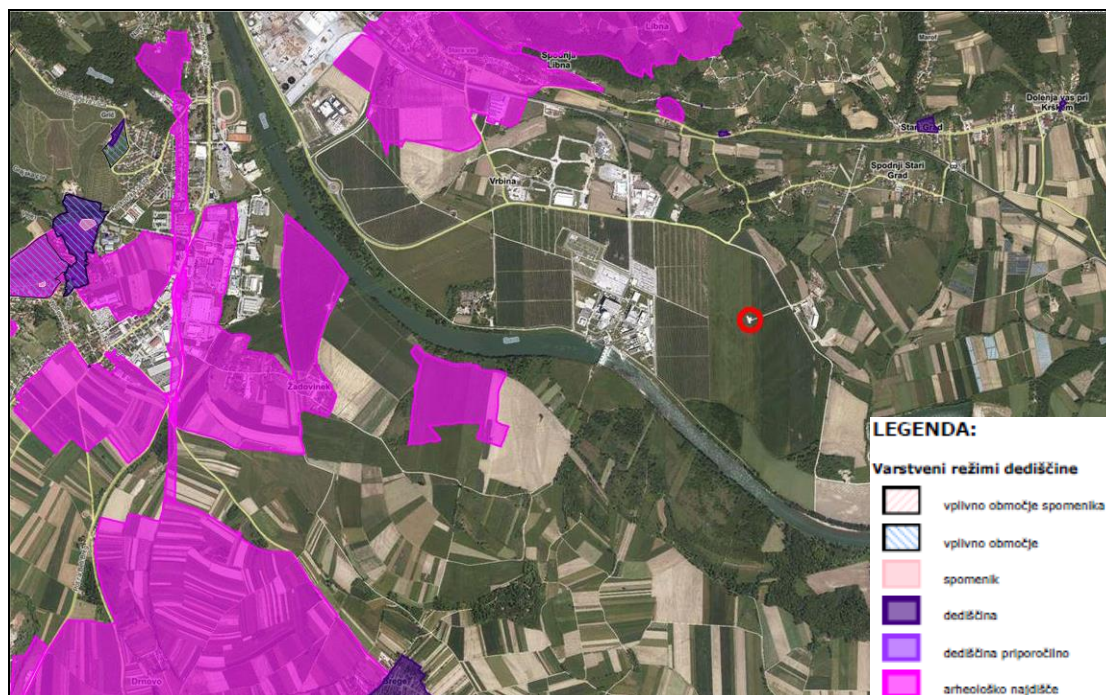 Libna
Spodnja
Libna
Dolenja vas pri
Krškem
Stari Grad
Spodnji Stari
Grad
Vrbina
Žadovinek
Drnovo
LEGENDA:
Varstveni režimi dediščine
vplivno območje spomenika
vplivno območje
spomenik
dediščina
dediščina priporočilno
arheološko najdišče